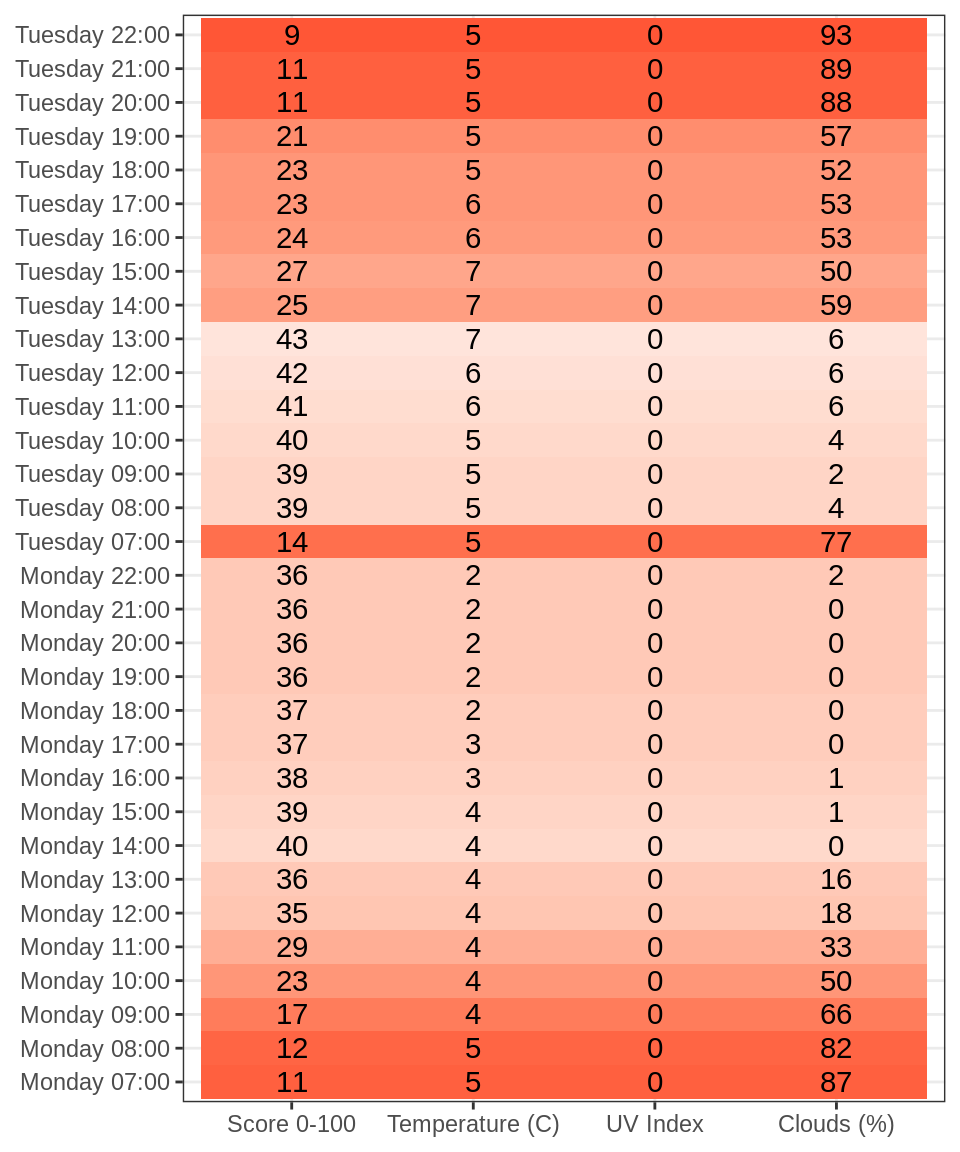 Tuesday 22:00 9 5 0 93
Tuesday 21:00 11 5 0 89
Tuesday 20:00 11 5 0 88
Tuesday 19:00 21 5 0 57
Tuesday 18:00 23 5 0 52
Tuesday 17:00 23 6 0 53
Tuesday 16:00 24 6 0 53
Tuesday 15:00 27 7 0 50
Tuesday 14:00 25 7 0 59
Tuesday 13:00 43 7 0 6
Tuesday 12:00 42 6 0 6
Tuesday 11:00 41 6 0 6
Tuesday 10:00 40 5 0 4
Tuesday 09:00 39 5 0 2
Tuesday 08:00 39 5 0 4
Tuesday 07:00 14 5 0 77
Monday 22:00 36 2 0 2
Monday 21:00 36 2 0 0
Monday 20:00 36 2 0 0
Monday 19:00 36 2 0 0
Monday 18:00 37 2 0 0
Monday 17:00 37 3 0 0
Monday 16:00 38 3 0 1
Monday 15:00 39 4 0 1
Monday 14:00 40 4 0 0
Monday 13:00 36 4 0 16
Monday 12:00 35 4 0 18
Monday 11:00 29 4 0 33
Monday 10:00 23 4 0 50
Monday 09:00 17 4 0 66
Monday 08:00 12 5 0 82
Monday 07:00 11 5 0 87
Score 0-100 Temperature (C) UV Index Clouds (%)